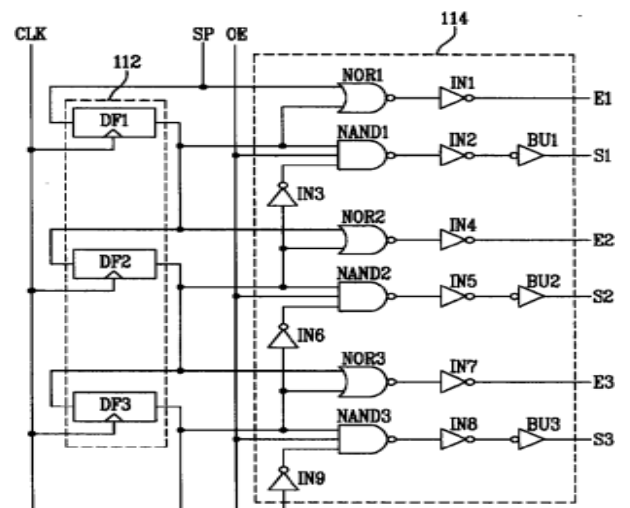 CLK SP OE 114
112
NOR1 IN1 E1
DF1
NAND1 IN2 BU1 S1
IN3
NOR2 IN4 E2
DF2
NAND2 IN5 BU2 S2
IN6
NOR3 IN7 E3
DF3
NAND3 IN8 BU3 S3
IN9